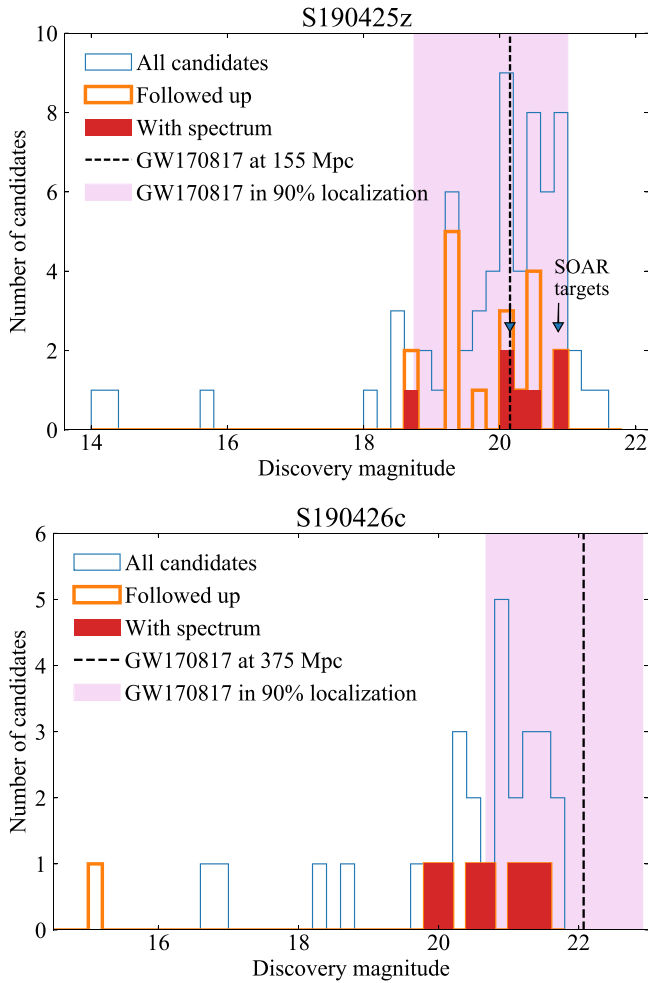 S190425z
10
8
6
4
2
0
Number of candidates
All candidates
Followed up
With spectrum
GW170817 at 155 Mpc
GW170817 in 90% localization
SOAR
targets
14 16 18 20 22
Discovery magnitude
S190426c
6
5
4
3
2
1
0
Number of candidates
All candidates
Followed up
With spectrum
GW170817 at 375 Mpc
GW170817 in 90% localization
16 18 20 22
Discovery magnitude